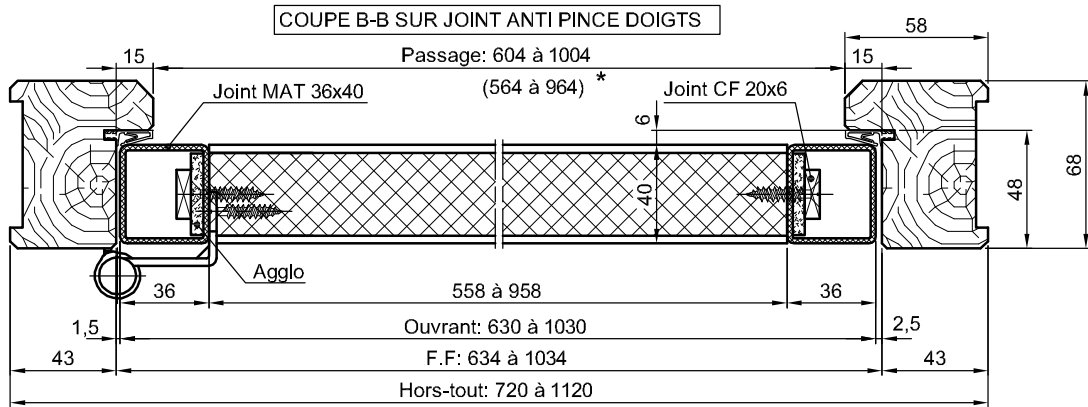 COUPE B-B SUR JOINT ANTI PINCE DOIGTS
58
15
Passage: 604 à 1004
15
(564 à 964) *
Joint MAT 36x40
Joint CF 20x6
6
40
48
68
Agglo
36
558 à 958
36
1,5
Ouvrant: 630 à 1030
2,5
43
F.F: 634 à 1034
43
Hors-tout: 720 à 1120